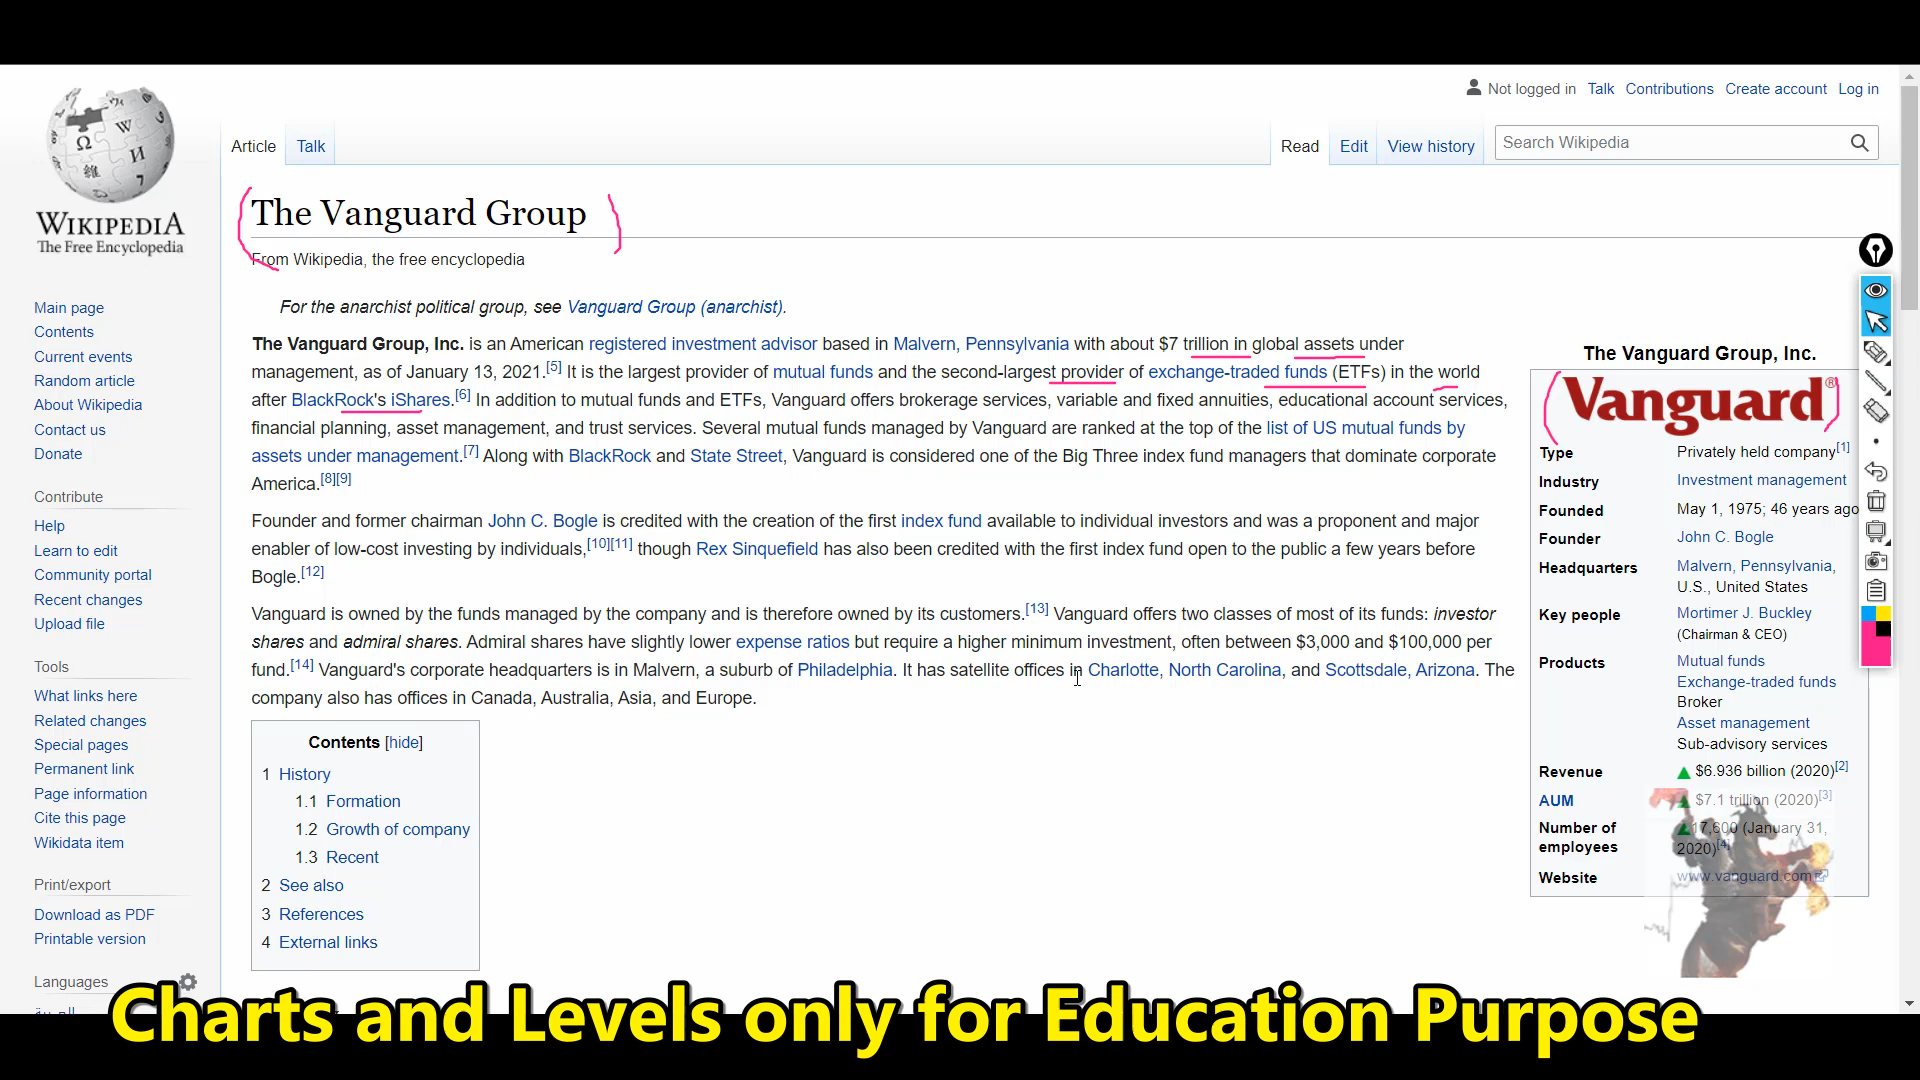 Not logged in Talk Contributions Create account Log in
Article Talk Read Edit View history Search Wikipedia
WIKIPEDIA
The Free Encyclopedia
The Vanguard Group
From Wikipedia, the free encyclopedia
For the anarchist political group, see Vanguard Group (anarchist).
The Vanguard Group, Inc. is an American registered investment advisor based in Malvern, Pennsylvania with about $7 trillion in global assets under
management, as of January 13, 2021.[5] It is the largest provider of mutual funds and the second-largest provider of exchange-traded funds (ETFs) in the world
after BlackRock's iShares.[6] In addition to mutual funds and ETFs, Vanguard offers brokerage services, variable and fixed annuities, educational account services,
financial planning, asset management, and trust services. Several mutual funds managed by Vanguard are ranked at the top of the list of US mutual funds by
assets under management.[7] Along with BlackRock and State Street, Vanguard is considered one of the Big Three index fund managers that dominate corporate
America.[8][9]
Founder and former chairman John C. Bogle is credited with the creation of the first index fund available to individual investors and was a proponent and major
enabler of low-cost investing by individuals,[10][11] though Rex Sinquefield has also been credited with the first index fund open to the public a few years before
Bogle.[12]
Vanguard is owned by the funds managed by the company and is therefore owned by its customers.[13] Vanguard offers two classes of most of its funds: investor
shares and admiral shares. Admiral shares have slightly lower expense ratios but require a higher minimum investment, often between $3,000 and $100,000 per
fund.[14] Vanguard's corporate headquarters is in Malvern, a suburb of Philadelphia. It has satellite offices in Charlotte, North Carolina, and Scottsdale, Arizona. The
company also has offices in Canada, Australia, Asia, and Europe.
Contents [hide]
1 History
1.1 Formation
1.2 Growth of company
1.3 Recent
2 See also
3 References
4 External links
The Vanguard Group, Inc.
Vanguard®
Type Privately held company[1]
Industry Investment management
Founded May 1, 1975; 46 years ago
Founder John C. Bogle
Headquarters Malvern, Pennsylvania,
U.S., United States
Key people Mortimer J. Buckley
(Chairman & CEO)
Products Mutual funds
Exchange-traded funds
Broker
Asset management
Sub-advisory services
Revenue ▲ $6.936 billion (2020)[2]
AUM ▲ $7.1 trillion (2020)[3]
Number of employees ▲ 17,600 (January 31, 2020)[4]
Website www.vanguard.com
Main page
Contents
Current events
Random article
About Wikipedia
Contact us
Donate
Contribute
Help
Learn to edit
Community portal
Recent changes
Upload file
Tools
What links here
Related changes
Special pages
Permanent link
Page information
Cite this page
Wikidata item
Print/export
Download as PDF
Printable version
Languages
Charts and Levels only for Education Purpose